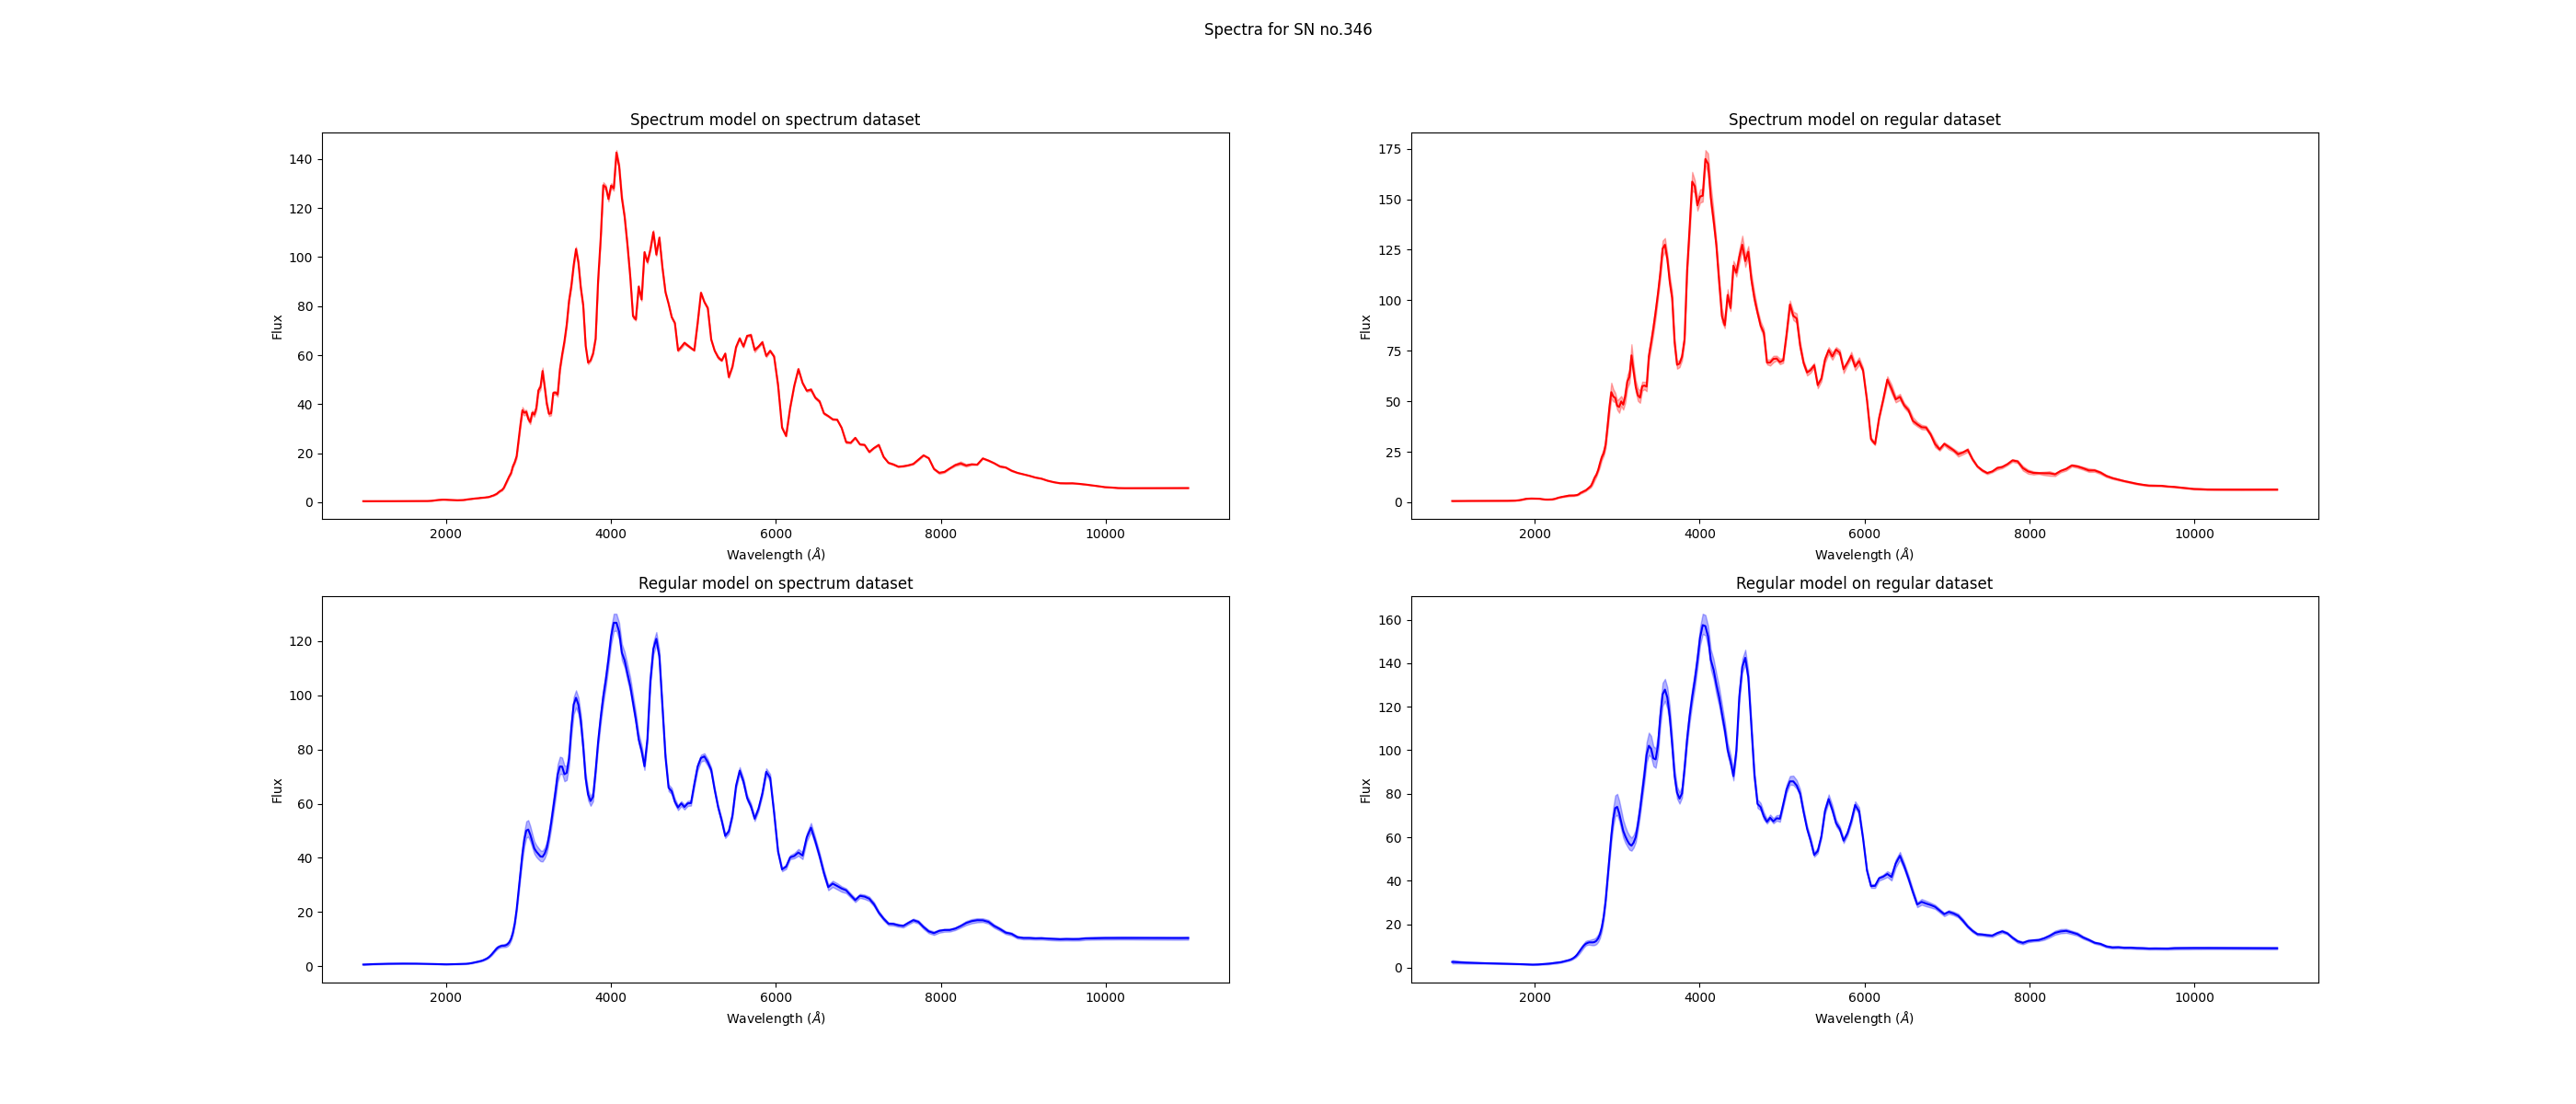 Spectra for SN no.346
Spectrum model on spectrum dataset
140
120
100
80
60
40
20
0
Flux
2000 4000 6000 8000 10000
Wavelength (Å)
Spectrum model on regular dataset
175
150
125
100
75
50
25
0
Flux
2000 4000 6000 8000 10000
Wavelength (Å)
Regular model on spectrum dataset
120
100
80
60
40
20
0
Flux
2000 4000 6000 8000 10000
Wavelength (Å)
Regular model on regular dataset
160
140
120
100
80
60
40
20
0
Flux
2000 4000 6000 8000 10000
Wavelength (Å)